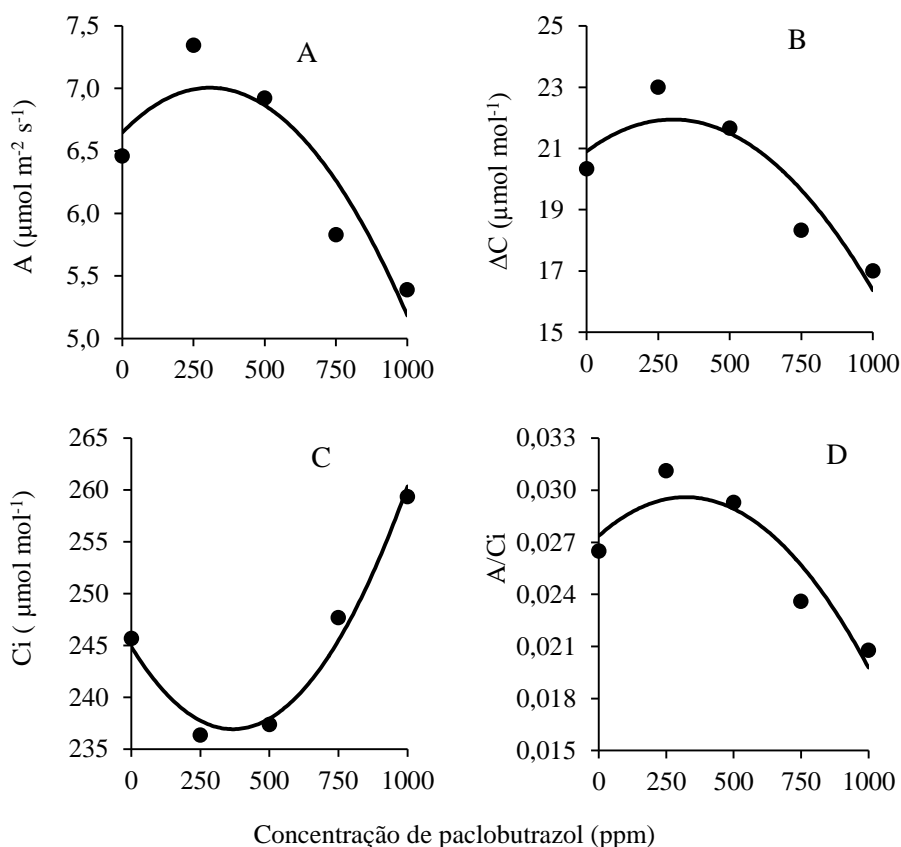 A
7,5
7,0
6,5
6,0
5,5
5,0
A (µmol m-2 s-1)
0 250 500 750 1000
B
25
23
21
19
17
15
ΔC (µmol mol-1)
0 250 500 750 1000
C
265
260
255
250
245
240
235
Ci ( µmol mol-1)
0 250 500 750 1000
D
0,033
0,030
0,027
0,024
0,021
0,018
0,015
A/Ci
0 250 500 750 1000
Concentração de paclobutrazol (ppm)